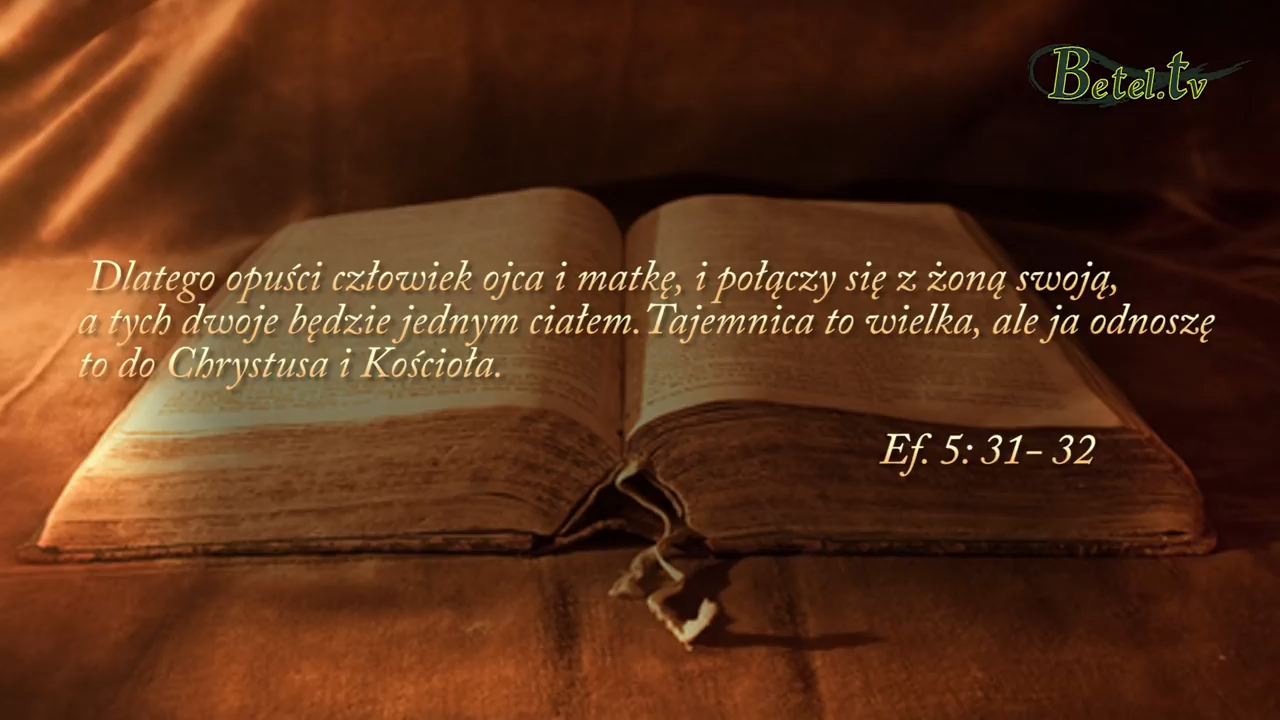 Betel.tv
Dlatego opuści człowiek ojca i matkę, i połączy się z żoną swoją,
a tych dwoje będzie jednym ciałem.Tajemnica to wielka, ale ja odnoszę
to do Chrystusa i Kościoła.
Ef. 5: 31- 32